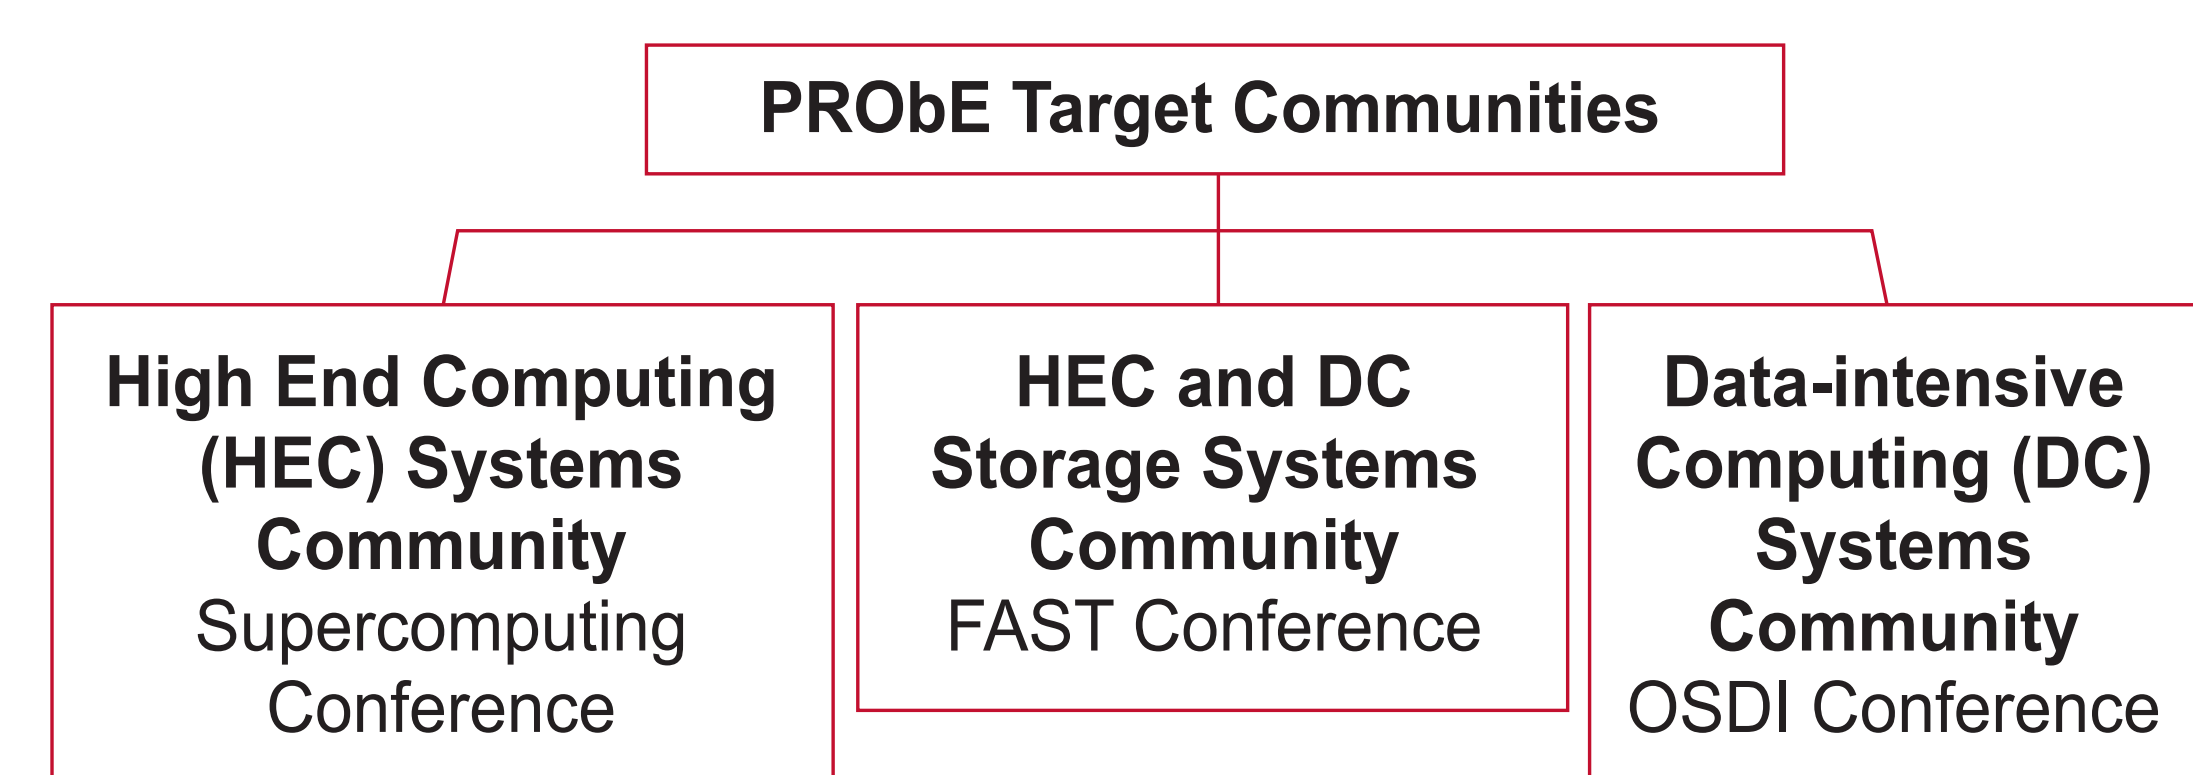 PRObE Target Communities
High End Computing
(HEC) Systems
Community
Supercomputing
Conference
HEC and DC
Storage Systems
Community
FAST Conference
Data-intensive
Computing (DC)
Systems
Community
OSDI Conference